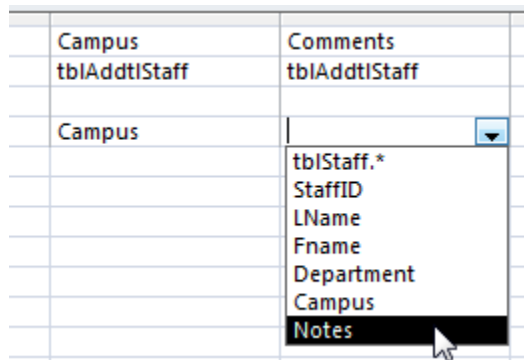 Campus Comments
tblAddtlStaff tblAddtlStaff
Campus
tblStaff.*
StaffID
LName
Fname
Department
Campus
Notes